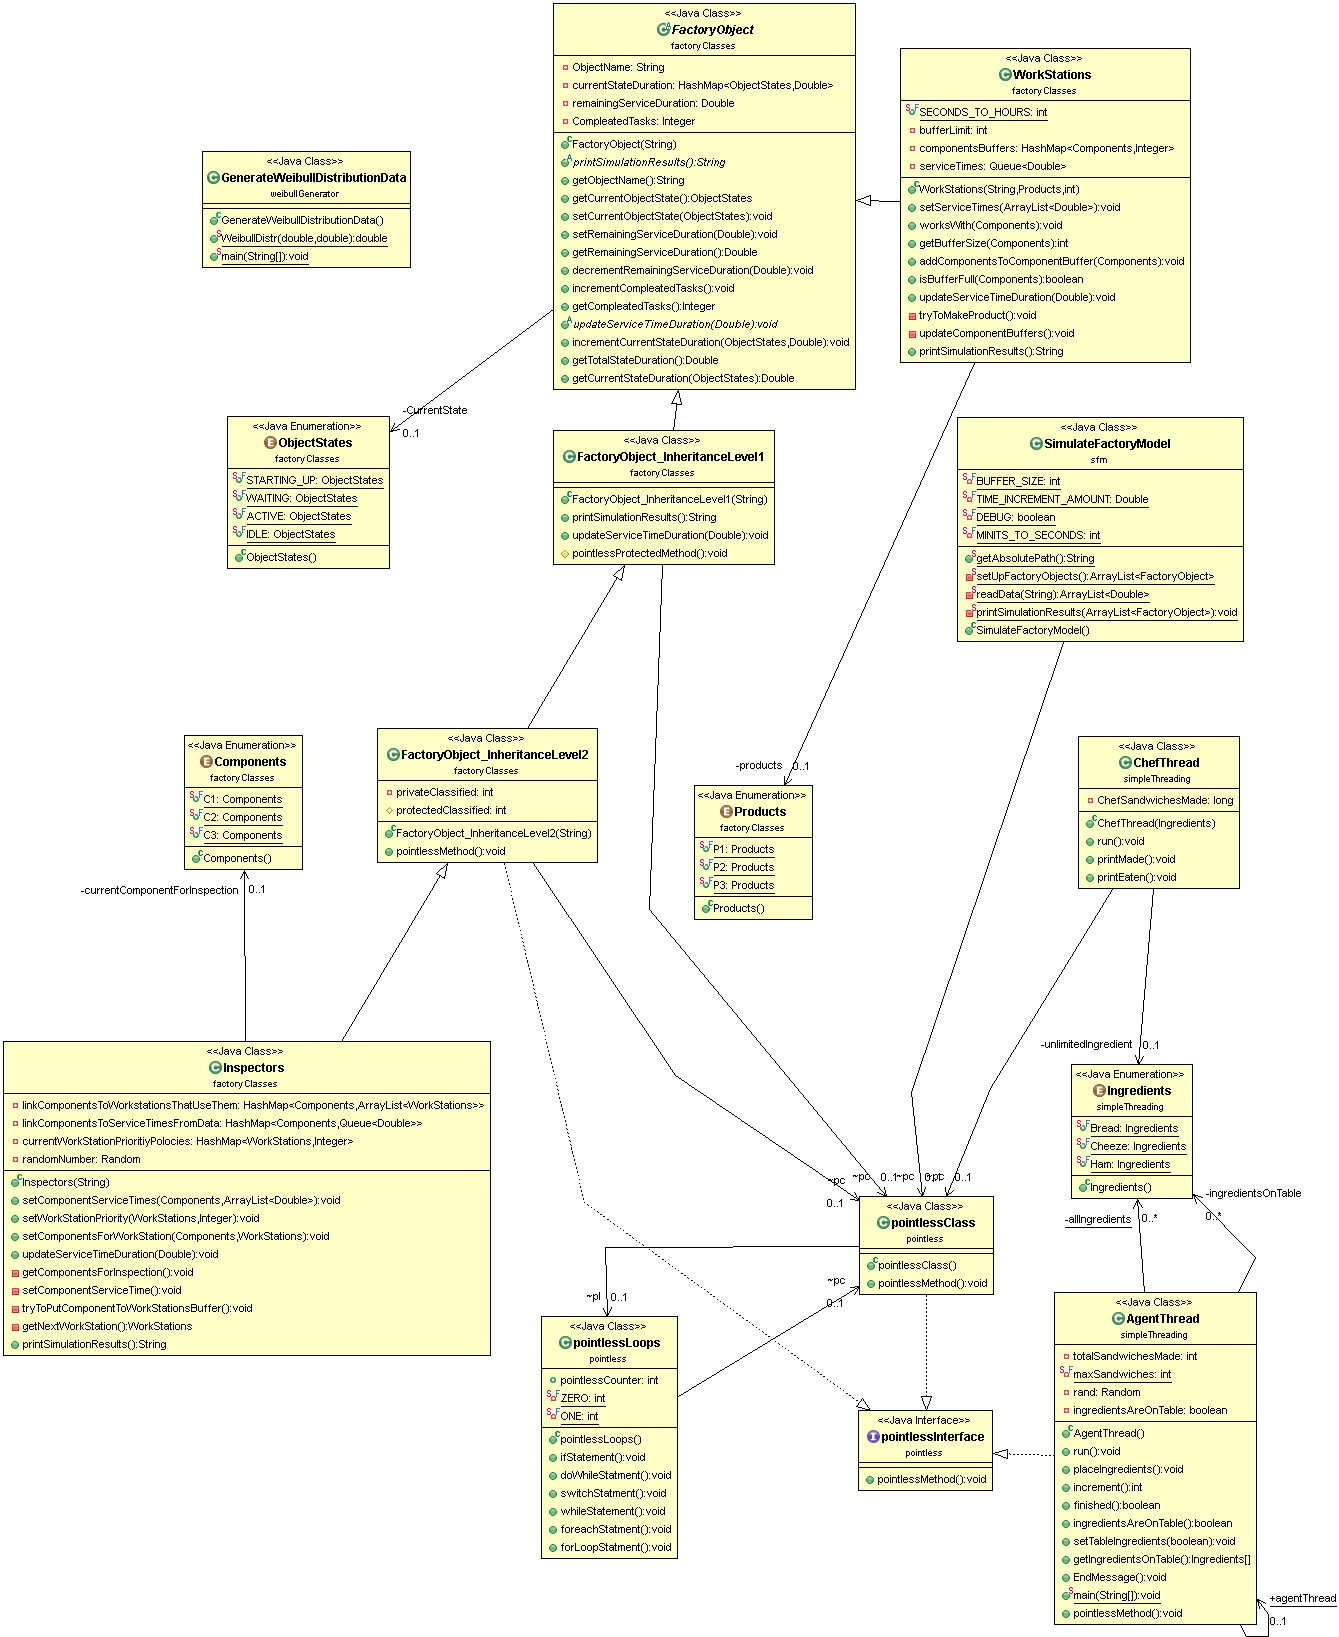 <<Java Class>>
FactoryObject
factoryClasses
ObjectName: String
currentStateDuration: HashMap<ObjectStates,Double>
remainingServiceDuration: Double
CompleatedTasks: Integer
FactoryObject(String)
printSimulationResults():String
getObjectName():String
getCurrentObjectState():ObjectStates
setCurrentObjectState(ObjectStates):void
setRemainingServiceDuration(Double):void
getRemainingServiceDuration():Double
decrementRemainingServiceDuration(Double):void
incrementCompleatedTasks():void
getCompleatedTasks():Integer
updateServiceTimeDuration(Double):void
incrementCurrentStateDuration(ObjectStates,Double):void
getTotalStateDuration():Double
getCurrentStateDuration(ObjectStates):Double
<<Java Class>>
WorkStations
factoryClasses
SECONDS_TO_HOURS: int
bufferLimit: int
componentsBuffers: HashMap<Components,Integer>
serviceTimes: Queue<Double>
WorkStations(String,Products,int)
setServiceTimes(ArrayList<Double>):void
worksWith(Components):void
getBufferSize(Components):int
addComponentsToComponentBuffer(Components):void
isBufferFull(Components):boolean
updateServiceTimeDuration(Double):void
tryToMakeProduct():void
updateComponentBuffers():void
printSimulationResults():String
<<Java Class>>
GenerateWeibullDistributionData
weibullGenerator
GenerateWeibullDistributionData()
WeibullDistr(double,double):double
main(String[]):void
-CurrentState
0..1
<<Java Enumeration>>
ObjectStates
factoryClasses
STARTING_UP: ObjectStates
WAITING: ObjectStates
ACTIVE: ObjectStates
IDLE: ObjectStates
ObjectStates()
<<Java Class>>
FactoryObject_InheritanceLevel1
factoryClasses
FactoryObject_InheritanceLevel1(String)
printSimulationResults():String
updateServiceTimeDuration(Double):void
pointlessProtectedMethod():void
<<Java Class>>
SimulateFactoryModel
sfm
BUFFER_SIZE: int
TIME_INCREMENT_AMOUNT: Double
DEBUG: boolean
MINITS_TO_SECONDS: int
getAbsolutePath():String
setUpFactoryObjects():ArrayList<FactoryObject>
readData(String):ArrayList<Double>
printSimulationResults(ArrayList<FactoryObject>):void
SimulateFactoryModel()
<<Java Enumeration>>
Components
factoryClasses
C1: Components
C2: Components
C3: Components
Components()
<<Java Class>>
FactoryObject_InheritanceLevel2
factoryClasses
privateClassified: int
protectedClassified: int
FactoryObject_InheritanceLevel2(String)
pointlessMethod():void
-products
0..1
<<Java Enumeration>>
Products
factoryClasses
P1: Products
P2: Products
P3: Products
Products()
<<Java Class>>
ChefThread
simpleThreading
ChefSandwichesMade: long
ChefThread(Ingredients)
run():void
printMade():void
printEaten():void
-currentComponentForInspection
0..1
<<Java Class>>
Inspectors
factoryClasses
linkComponentsToWorkstationsThatUseThem: HashMap<Components,ArrayList<WorkStations>>
linkComponentsToServiceTimesFromData: HashMap<Components,Queue<Double>>
currentWorkStationPrioritiyPolocies: HashMap<WorkStations,Integer>
randomNumber: Random
Inspectors(String)
setComponentServiceTimes(Components,ArrayList<Double>):void
setWorkStationPriority(WorkStations,Integer):void
setComponentsForWorkStation(Components,WorkStations):void
updateServiceTimeDuration(Double):void
getComponentsForInspection():void
setComponentServiceTime():void
tryToPutComponentToWorkStationsBuffer():void
getNextWorkStation():WorkStations
printSimulationResults():String
-unlimitedIngredient
0..1
<<Java Enumeration>>
Ingredients
simpleThreading
Bread: Ingredients
Cheeze: Ingredients
Ham: Ingredients
Ingredients()
~pc
0..1
~pc
0..1
~pc
~pc
0..1
<<Java Class>>
pointlessClass
pointless
pointlessClass()
pointlessMethod():void
-allIngredients
0..*
-ingredientsOnTable
0..*
~pl
0..1
~pc
0..1
<<Java Class>>
pointlessLoops
pointless
pointlessCounter: int
ZERO: int
ONE: int
pointlessLoops()
ifStatement():void
doWhileStatment():void
switchStatment():void
whileStatement():void
foreachStatment():void
forLoopStatment():void
<<Java Interface>>
pointlessInterface
pointless
pointlessMethod():void
<<Java Class>>
AgentThread
simpleThreading
totalSandwichesMade: int
maxSandwiches: int
rand: Random
ingredientsAreOnTable: boolean
AgentThread()
run():void
placeIngredients():void
increment():int
finished():boolean
ingredientsAreOnTable():boolean
setTableIngredients(boolean):void
getIngredientsOnTable():Ingredients[]
EndMessage():void
main(String[]):void
pointlessMethod():void
+agentThread
0..1